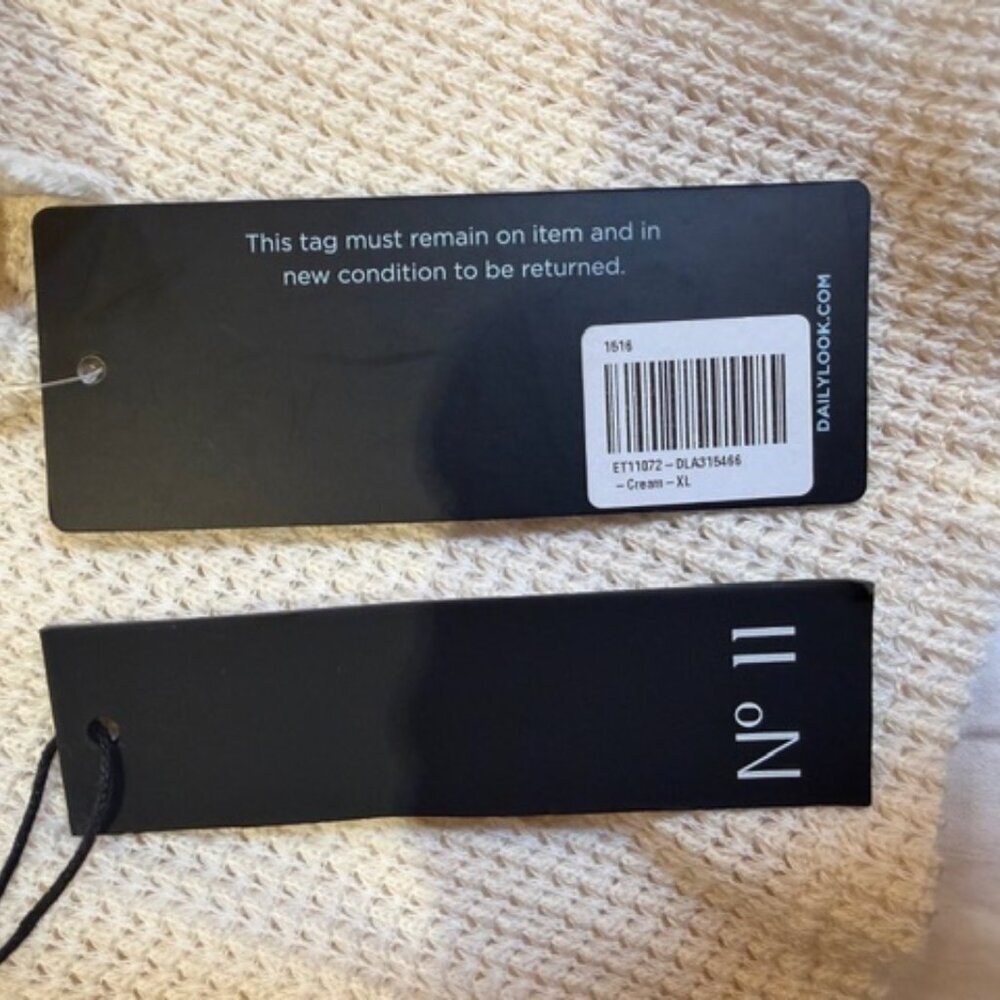 This tag must remain on item and in
new condition to be returned.
1616
ET11072-DLA315466
-Cream-XL
DAILYLOOK.COM
Nº 11